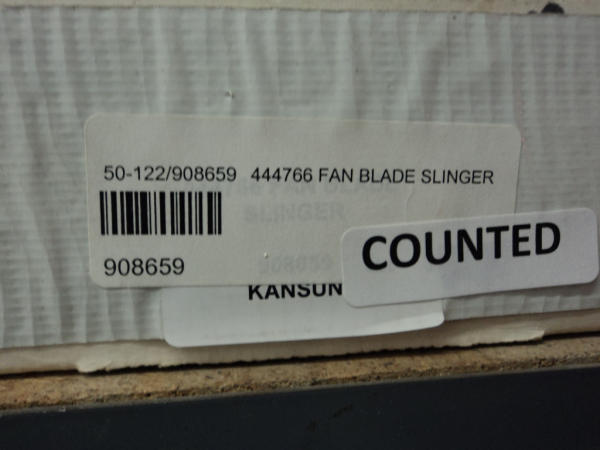 50-122/908659 444766 FAN BLADE SLINGER
908659
COUNTED
KANSUN